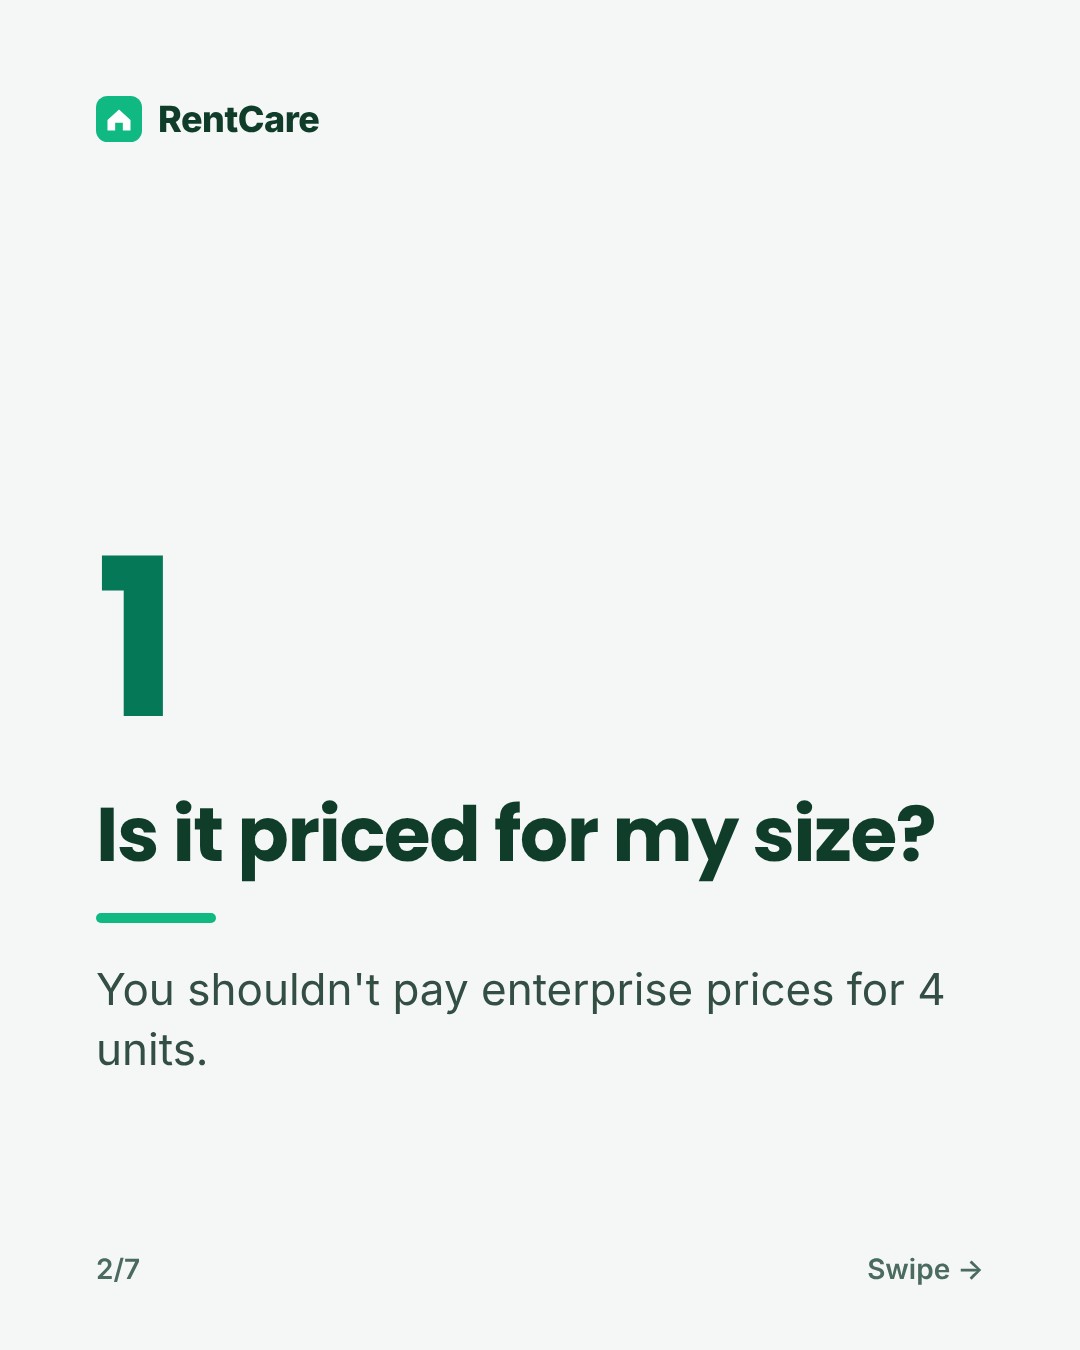 RentCare
1
Is it priced for my size?
You shouldn't pay enterprise prices for 4
units.
2/7
Swipe →